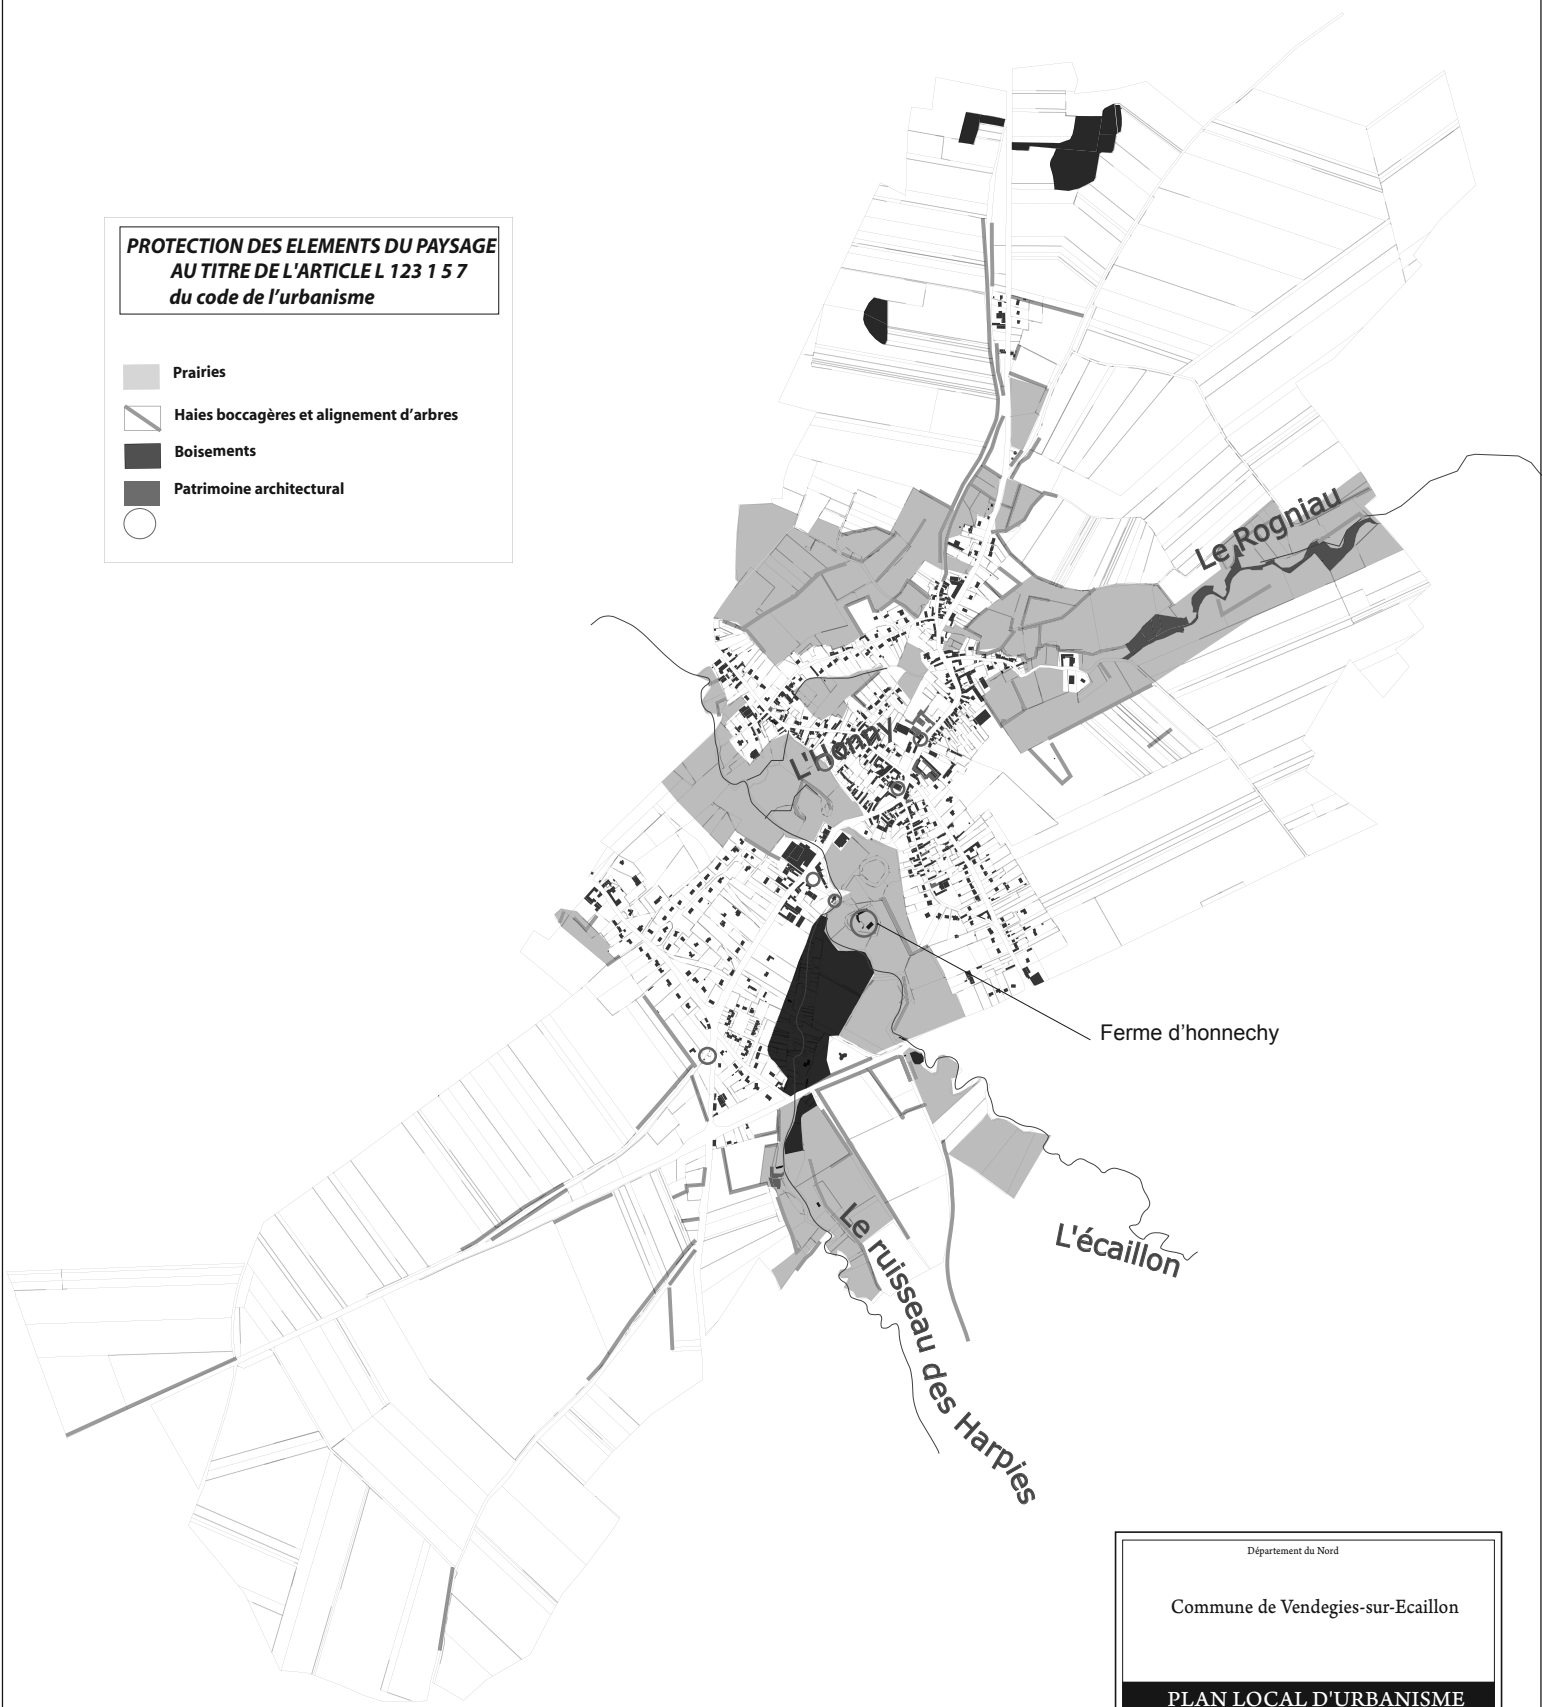 PROTECTION DES ELEMENTS DU PAYSAGE
AU TITRE DE L'ARTICLE L 123 1 5 7
du code de l'urbanisme
Prairies
Haies boccagères et alignement d'arbres
Boisements
Patrimoine architectural
Le Rogniau
L'Honny
Ferme d'honnechy
L'écaillon
Le ruisseau des Harpies
Département du Nord
Commune de Vendegies-sur-Ecaillon
PLAN LOCAL D'URBANISME